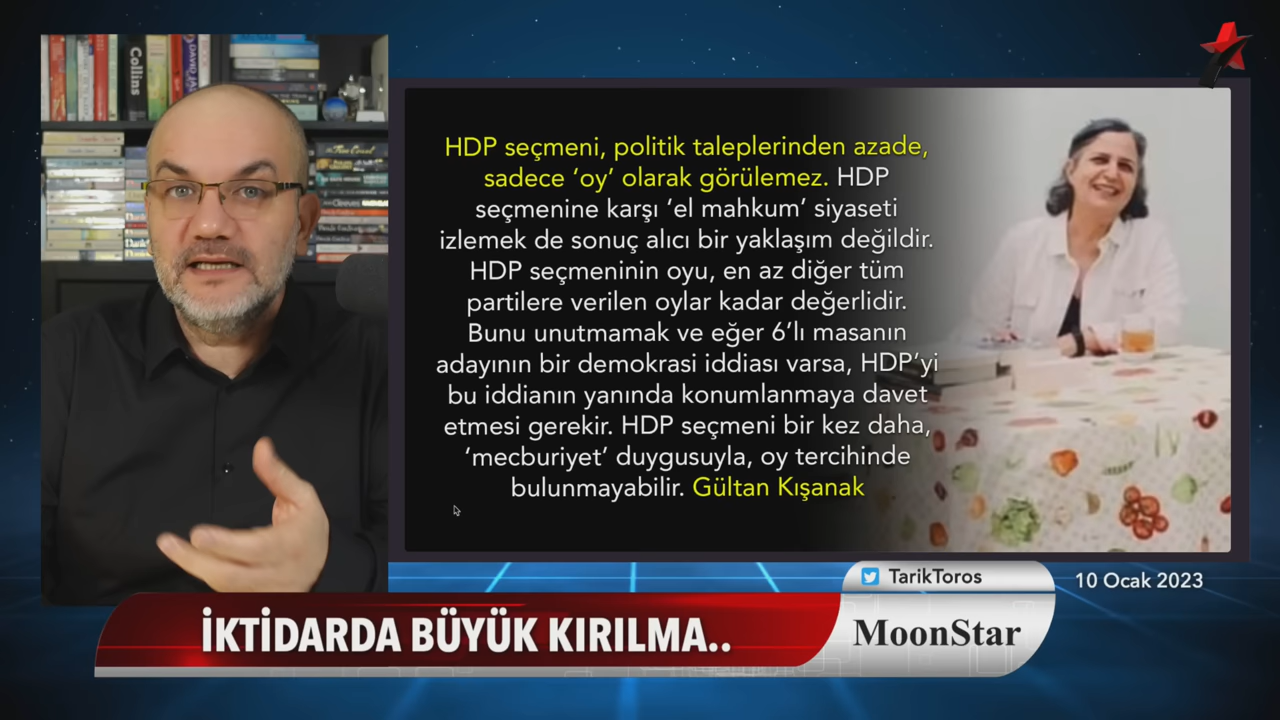 Collins
HDP seçmeni, politik taleplerinden azade,
sadece ‘oy’ olarak görülemez. HDP
seçmenine karşı ‘el mahkum’ siyaseti
izlemek de sonuç alıcı bir yaklaşım değildir.
HDP seçmeninin oyu, en az diğer tüm
partilere verilen oylar kadar değerlidir.
Bunu unutmamak ve eğer 6’lı masanın
adayının bir demokrasi iddiası varsa, HDP’yi
bu iddianın yanında konumlanmaya davet
etmesi gerekir. HDP seçmeni bir kez daha,
‘mecburiyet’ duygusuyla, oy tercihinde
bulunmayabilir. Gültan Kışanak
TarikToros
10 Ocak 2023
İKTİDARDA BÜYÜK KIRILMA..
MoonStar